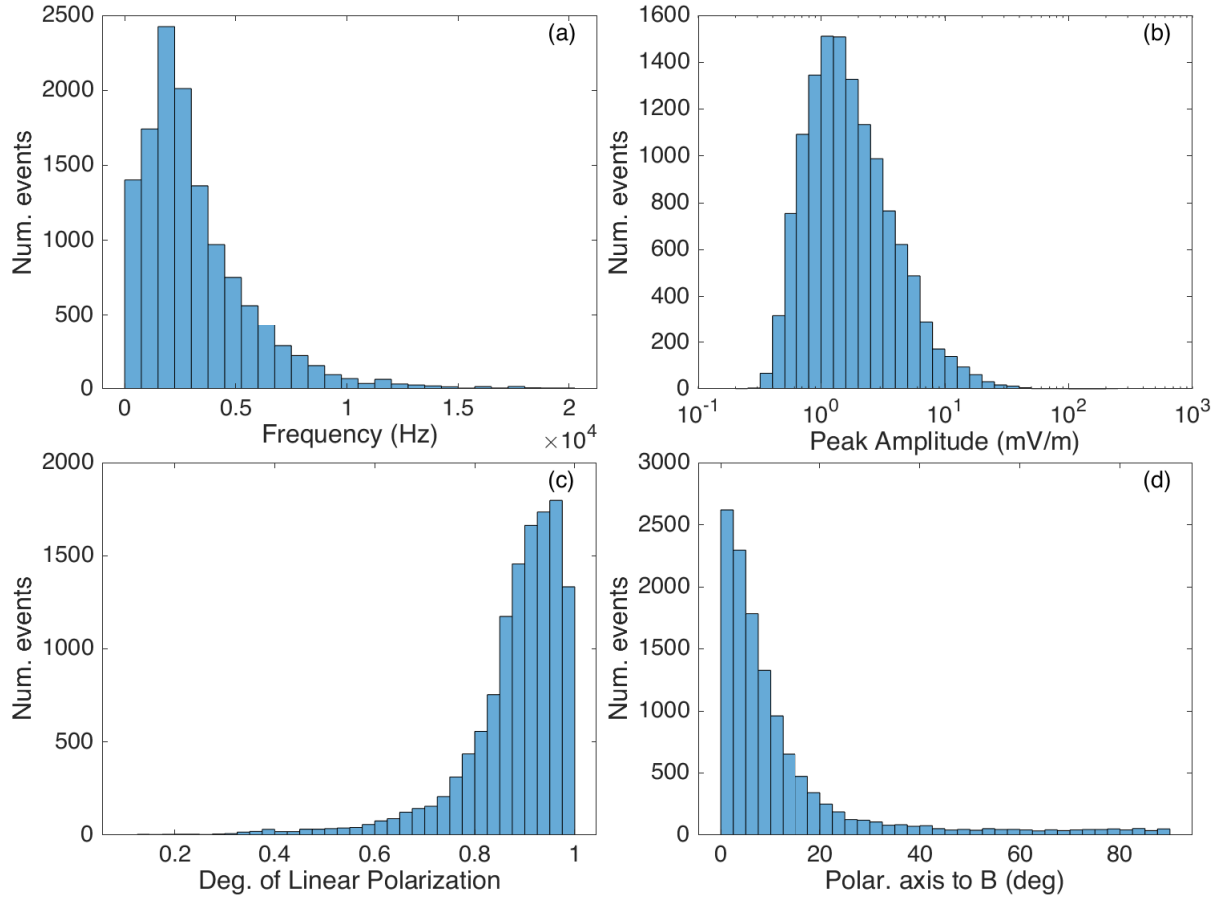 (a)
Num. events
2500
2000
1500
1000
500
0
0 0.5 1 1.5 2
×10⁴
Frequency (Hz)
(b)
Num. events
1600
1400
1200
1000
800
600
400
200
0
10⁻¹ 10⁰ 10¹ 10² 10³
Peak Amplitude (mV/m)
(c)
Num. events
2000
1500
1000
500
0
0.2 0.4 0.6 0.8 1
Deg. of Linear Polarization
(d)
Num. events
3000
2500
2000
1500
1000
500
0
0 20 40 60 80
Polar. axis to B (deg)